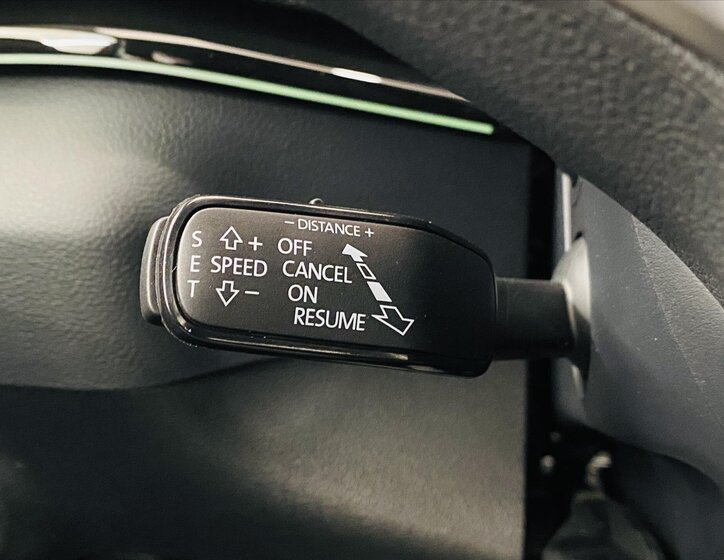 – DISTANCE +
S + OFF
E SPEED CANCEL
T – ON
RESUME